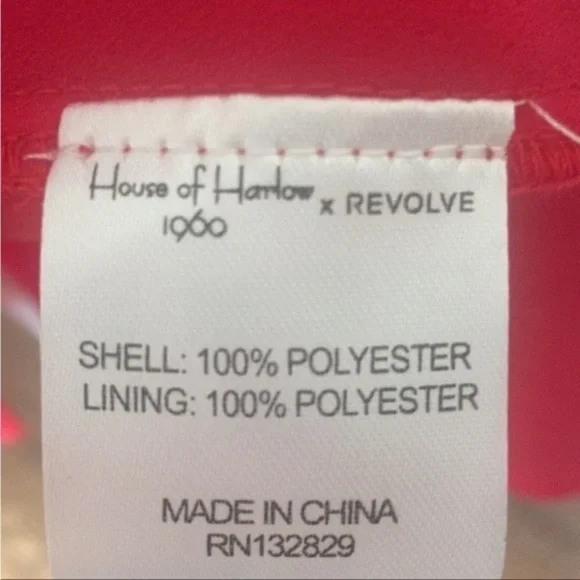 House of Harlow x REVOLVE
1960
SHELL: 100% POLYESTER
LINING: 100% POLYESTER
MADE IN CHINA
RN132829